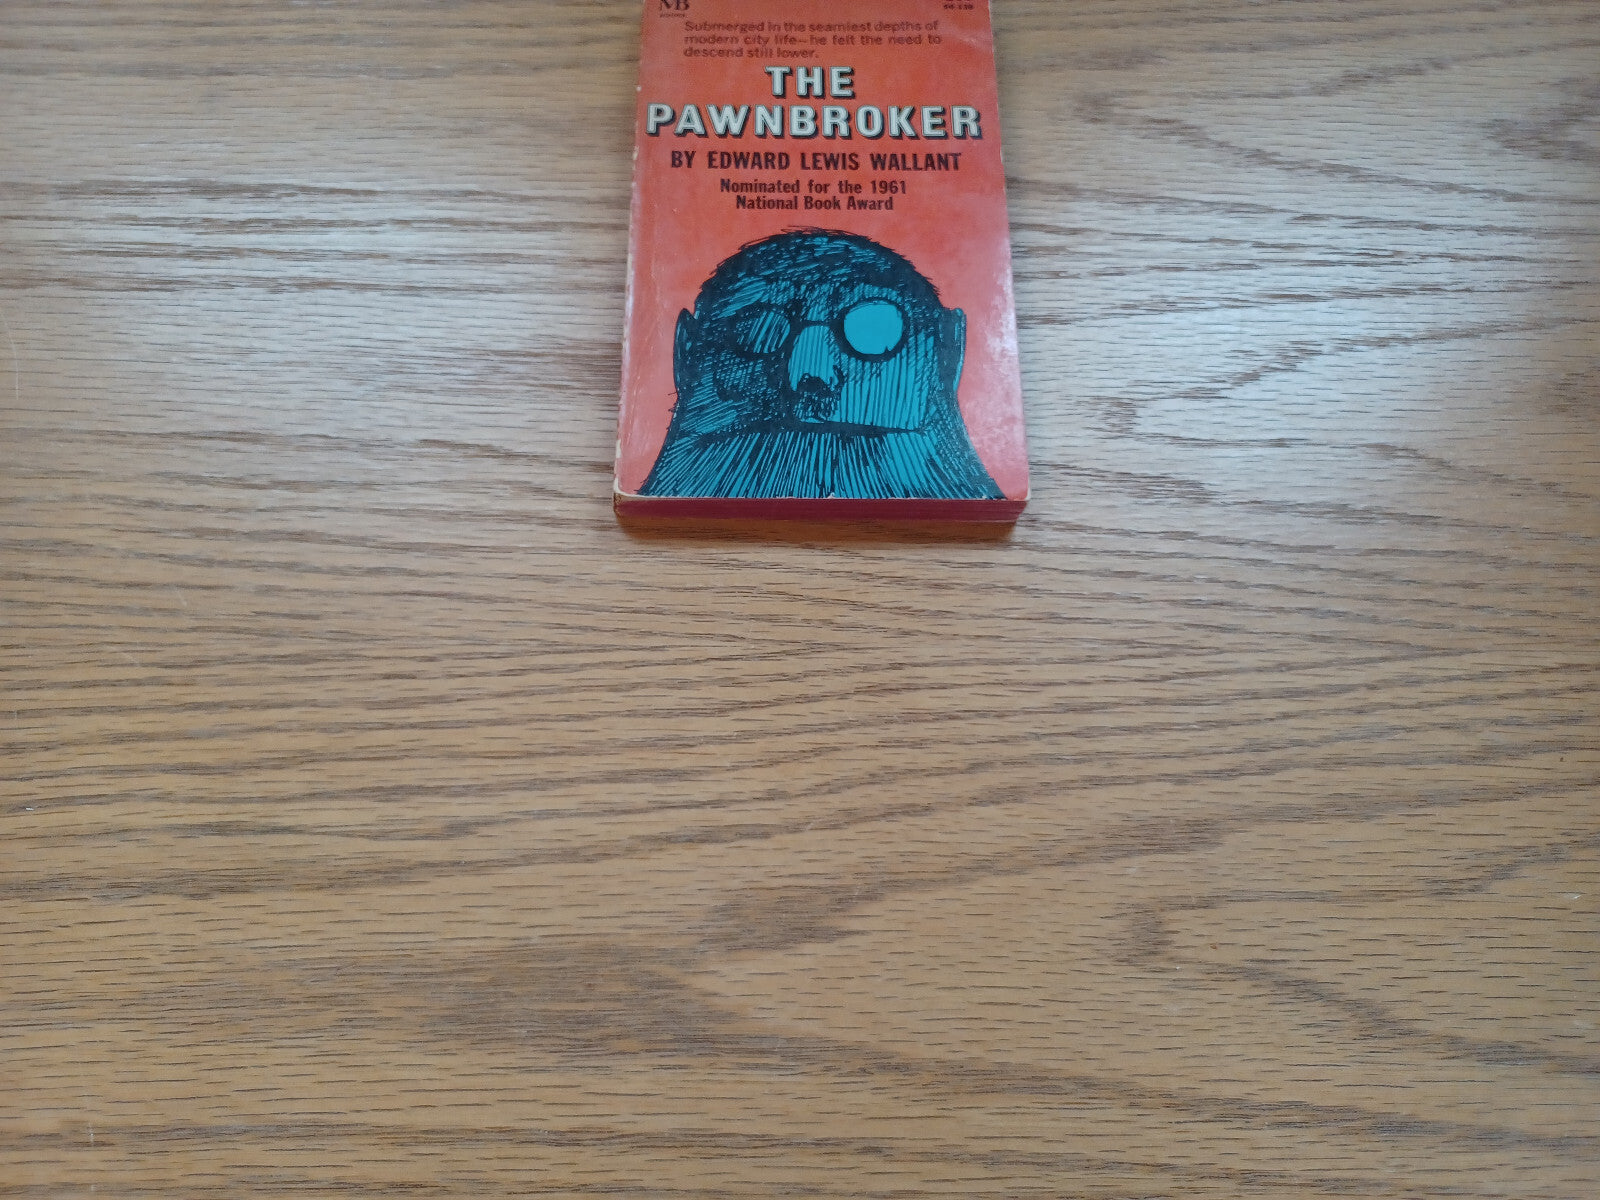 MB
Submerged in the seamiest depths of
modern city life—he felt the need to
descend still lower.
THE
PAWNBROKER
BY EDWARD LEWIS WALLANT
Nominated for the 1961
National Book Award